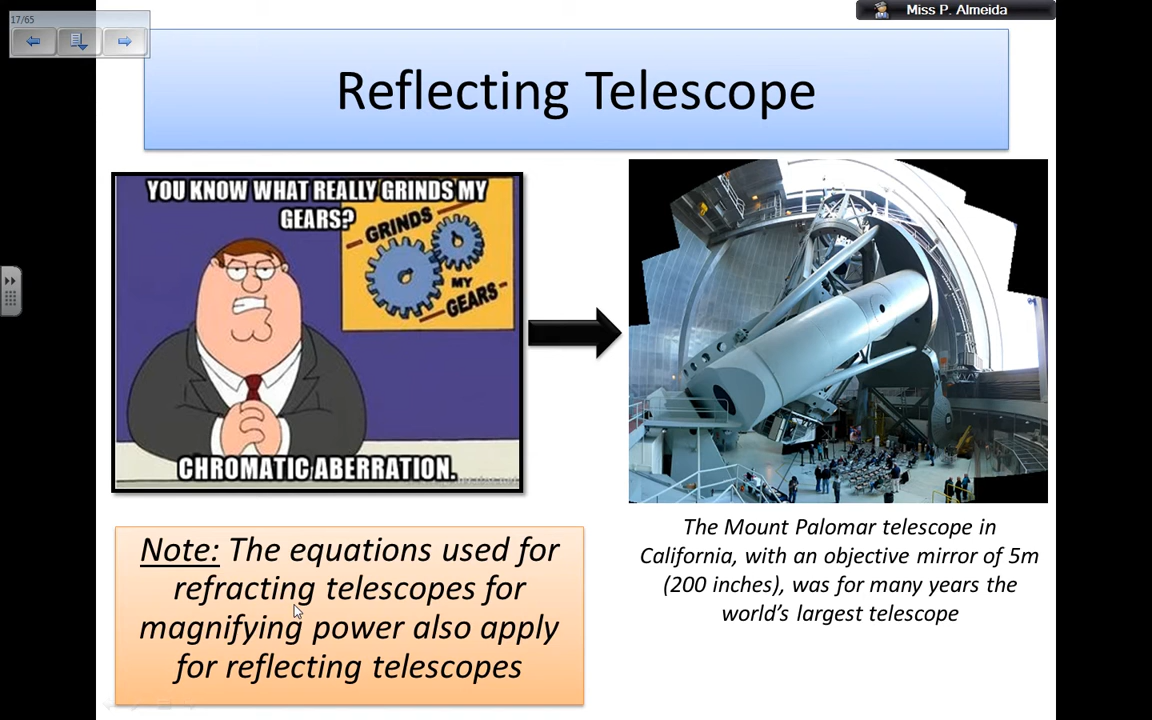 17/65
Miss P. Almeida
Reflecting Telescope
YOU KNOW WHAT REALLY GRINDS MY
GEARS?
GRINDS
MY
GEARS
CHROMATIC ABERRATION.
Note: The equations used for
refracting telescopes for
magnifying power also apply
for reflecting telescopes
The Mount Palomar telescope in
California, with an objective mirror of 5m
(200 inches), was for many years the
world's largest telescope